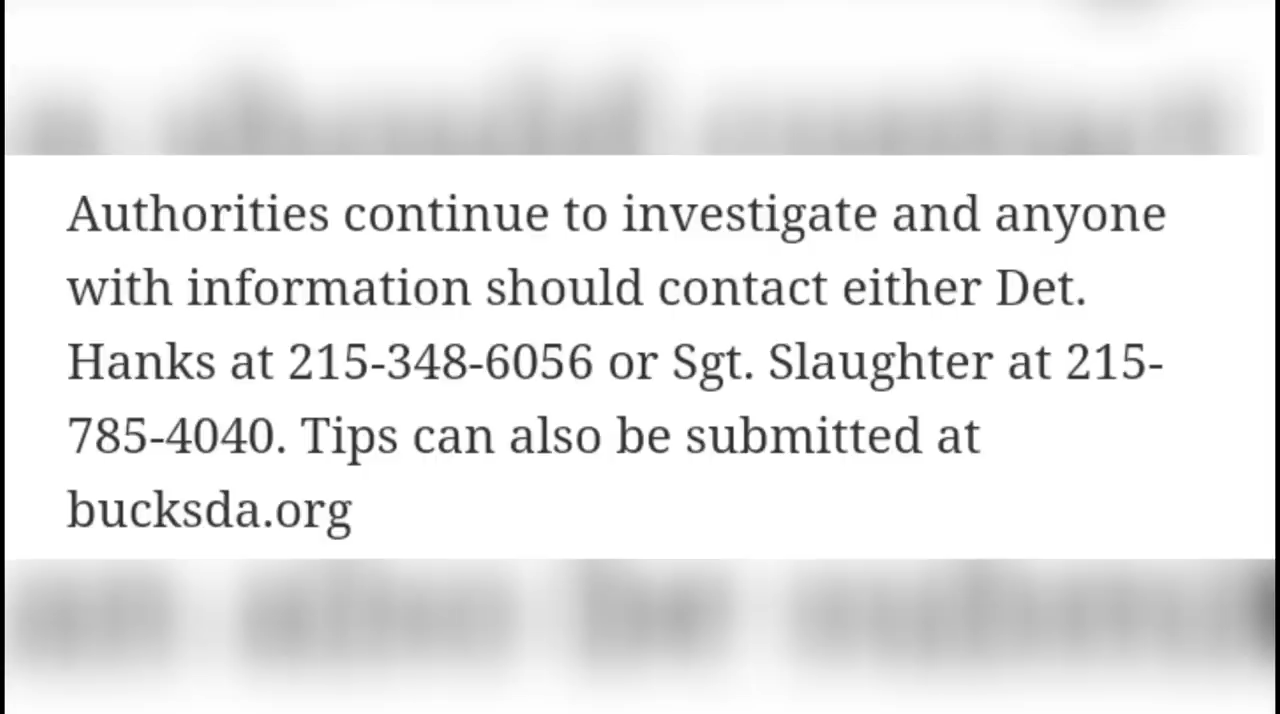 Authorities continue to investigate and anyone
with information should contact either Det.
Hanks at 215-348-6056 or Sgt. Slaughter at 215-
785-4040. Tips can also be submitted at
bucksda.org